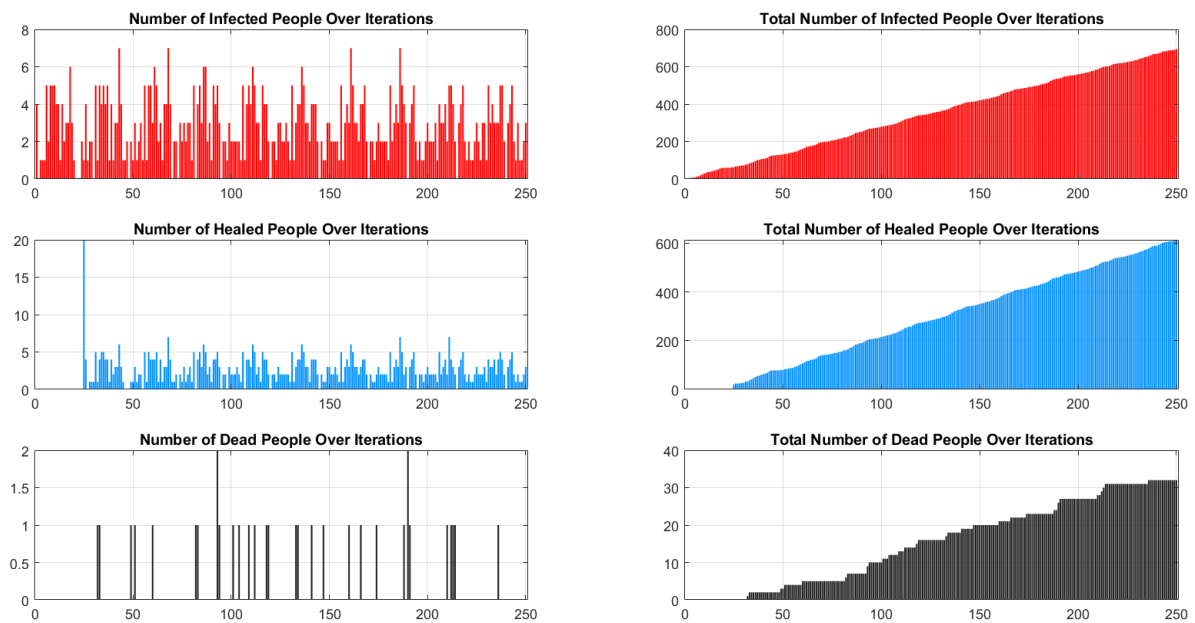 Number of Infected People Over Iterations
8
6
4
2
0
0 50 100 150 200 250
Total Number of Infected People Over Iterations
800
600
400
200
0
0 50 100 150 200 250
Number of Healed People Over Iterations
20
15
10
5
0
0 50 100 150 200 250
Total Number of Healed People Over Iterations
600
400
200
0
0 50 100 150 200 250
Number of Dead People Over Iterations
2
1.5
1
0.5
0
0 50 100 150 200 250
Total Number of Dead People Over Iterations
40
30
20
10
0
0 50 100 150 200 250